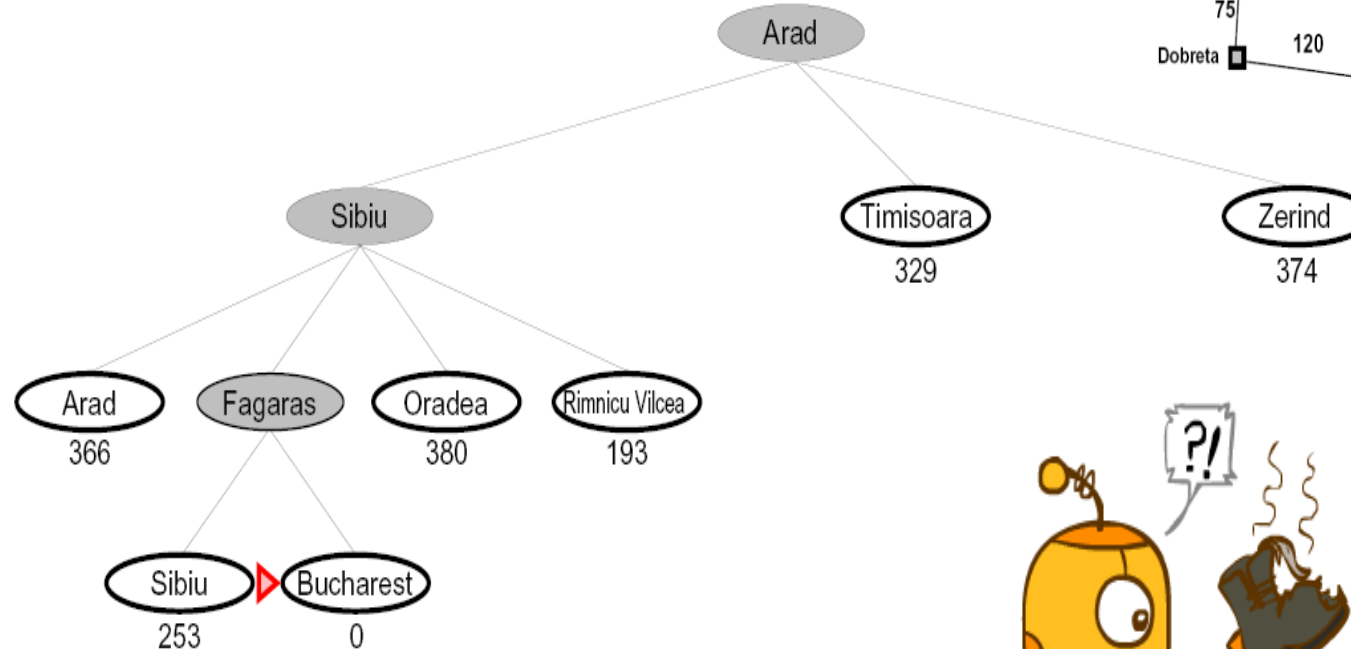 Arad
75
Dobreta
120
Sibiu
Timisoara
Zerind
329
374
Arad
Fagaras
Oradea
Rimnicu Vilcea
366
380
193
?!
Sibiu
Bucharest
253
0